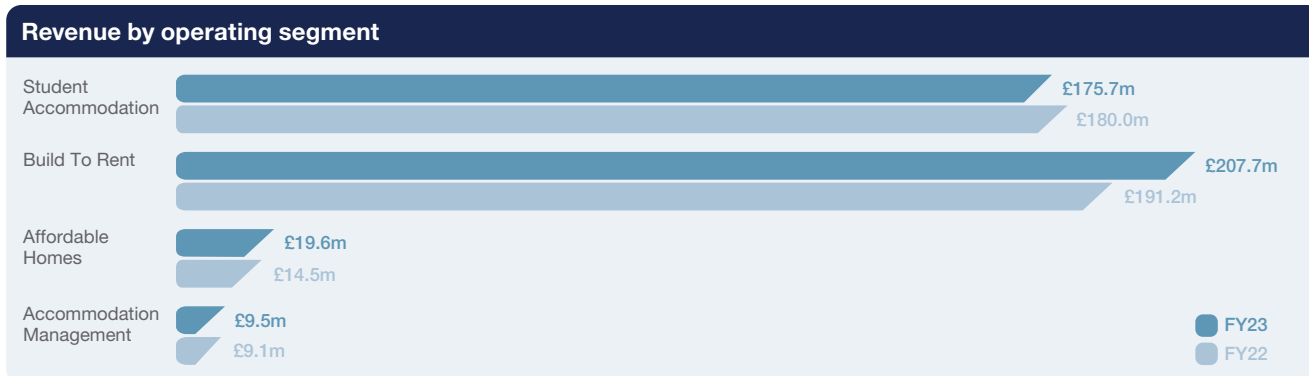 Revenue by operating segment
Student
Accommodation
£175.7m
£180.0m
Build To Rent
£207.7m
£191.2m
Affordable
Homes
£19.6m
£14.5m
Accommodation
Management
£9.5m
£9.1m
FY23
FY22